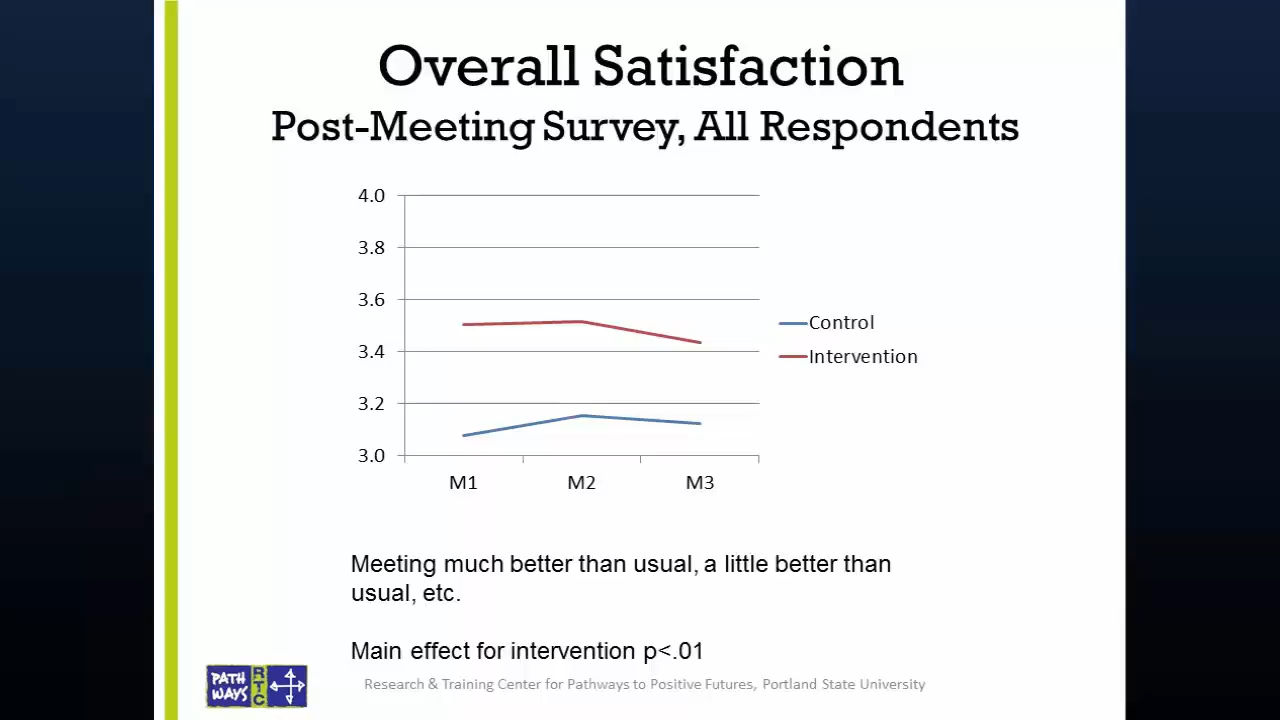 Overall Satisfaction
Post-Meeting Survey, All Respondents
4.0
3.8
3.6
3.4
3.2
3.0
M1 M2 M3
Control
Intervention
Meeting much better than usual, a little better than
usual, etc.
Main effect for intervention p<.01
PATH
WAYS
RTC
Research & Training Center for Pathways to Positive Futures, Portland State University